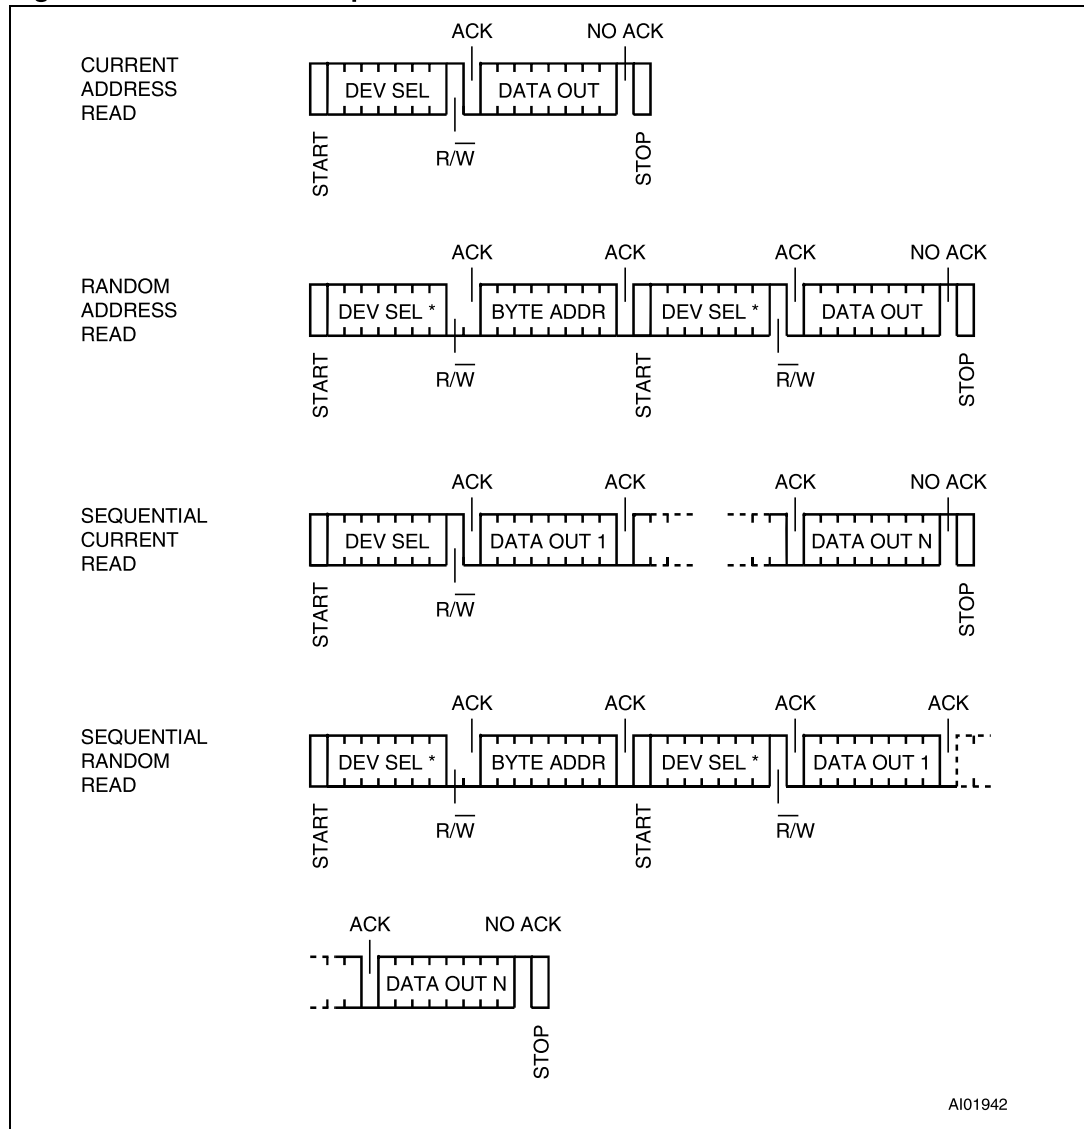 ACK NO ACK
CURRENT
ADDRESS
READ
DEV SEL DATA OUT
START R/W̅ STOP
ACK ACK ACK NO ACK
RANDOM
ADDRESS
READ
DEV SEL * BYTE ADDR DEV SEL * DATA OUT
START R/W̅ START R̅/W STOP
ACK ACK ACK NO ACK
SEQUENTIAL
CURRENT
READ
DEV SEL DATA OUT 1 DATA OUT N
START R/W̅ STOP
ACK ACK ACK ACK
SEQUENTIAL
RANDOM
READ
DEV SEL * BYTE ADDR DEV SEL * DATA OUT 1
START R/W̅ START R̅/W
ACK NO ACK
DATA OUT N
STOP
AI01942